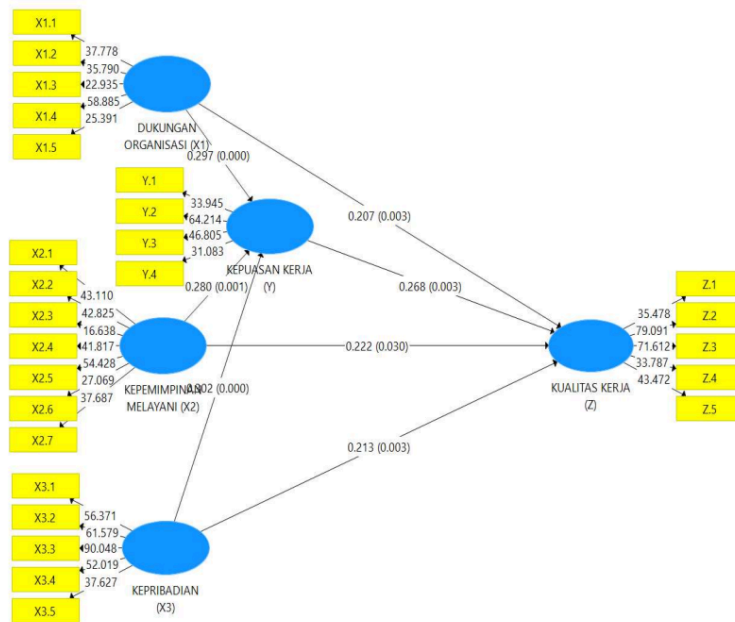 X1.1
X1.2
X1.3
X1.4
X1.5
37.778
35.790
22.935
58.885
25.391
DUKUNGAN
ORGANISASI (X1)
0.297 (0.000)
0.207 (0.003)
Y.1
Y.2
Y.3
Y.4
33.945
64.214
46.805
31.083
KEPUASAN KERJA
(Y)
0.280 (0.001)
0.268 (0.003)
X2.1
X2.2
X2.3
X2.4
X2.5
X2.6
X2.7
43.110
42.825
16.638
41.817
54.428
27.069
37.687
KEPEMIMPINAN
MELAYANI (X2)
0.302 (0.000)
0.222 (0.030)
Z.1
Z.2
Z.3
Z.4
Z.5
35.478
79.091
71.612
33.787
43.472
KUALITAS KERJA
(Z)
0.213 (0.003)
X3.1
X3.2
X3.3
X3.4
X3.5
56.371
61.579
90.048
52.019
37.627
KEPRIBADIAN
(X3)